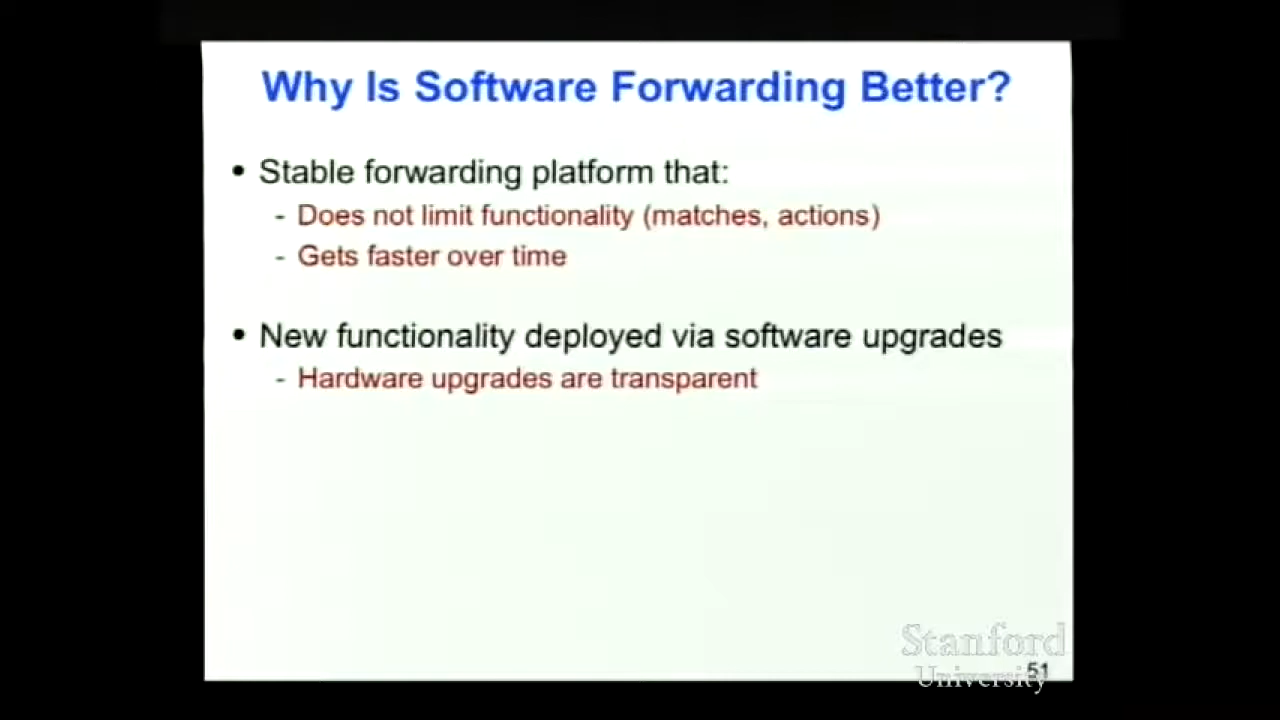 Why Is Software Forwarding Better?
• Stable forwarding platform that:
- Does not limit functionality (matches, actions)
- Gets faster over time
• New functionality deployed via software upgrades
- Hardware upgrades are transparent
Stanford
University
51